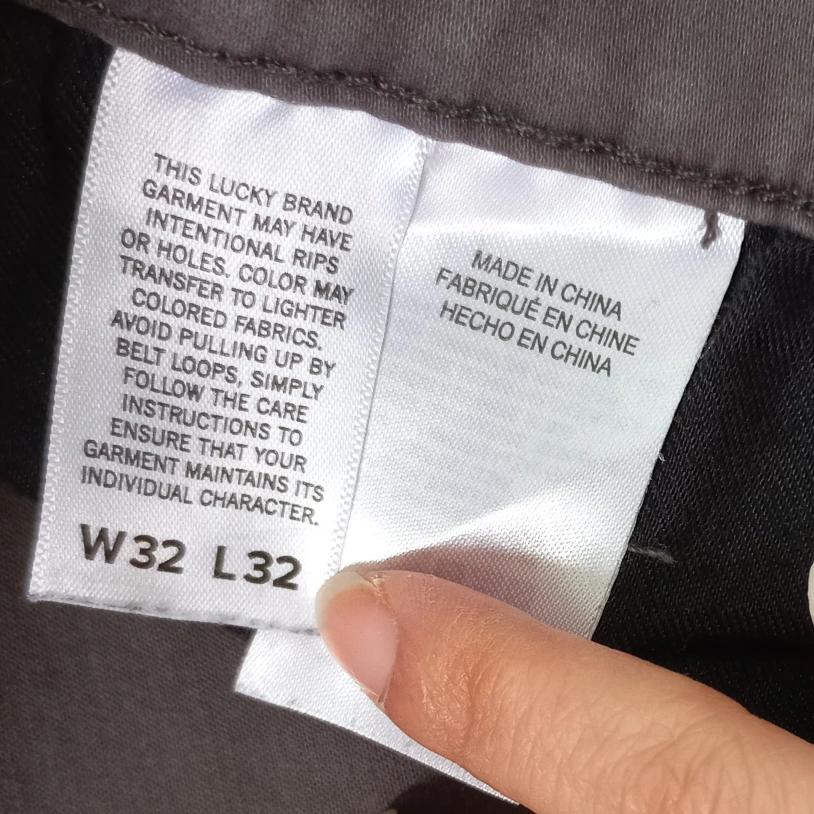 THIS LUCKY BRAND
GARMENT MAY HAVE
INTENTIONAL RIPS
OR HOLES. COLOR MAY
TRANSFER TO LIGHTER
COLORED FABRICS.
AVOID PULLING UP BY
BELT LOOPS, SIMPLY
FOLLOW THE CARE
INSTRUCTIONS TO
ENSURE THAT YOUR
GARMENT MAINTAINS ITS
INDIVIDUAL CHARACTER.
W32 L32
MADE IN CHINA
FABRIQUÉ EN CHINE
HECHO EN CHINA